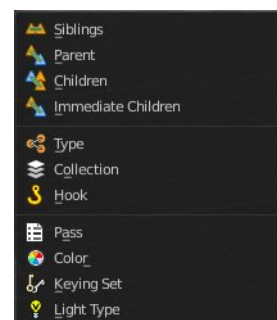 Siblings
Parent
Children
Immediate Children
Type
Collection
Hook
Pass
Color
Keying Set
Light Type